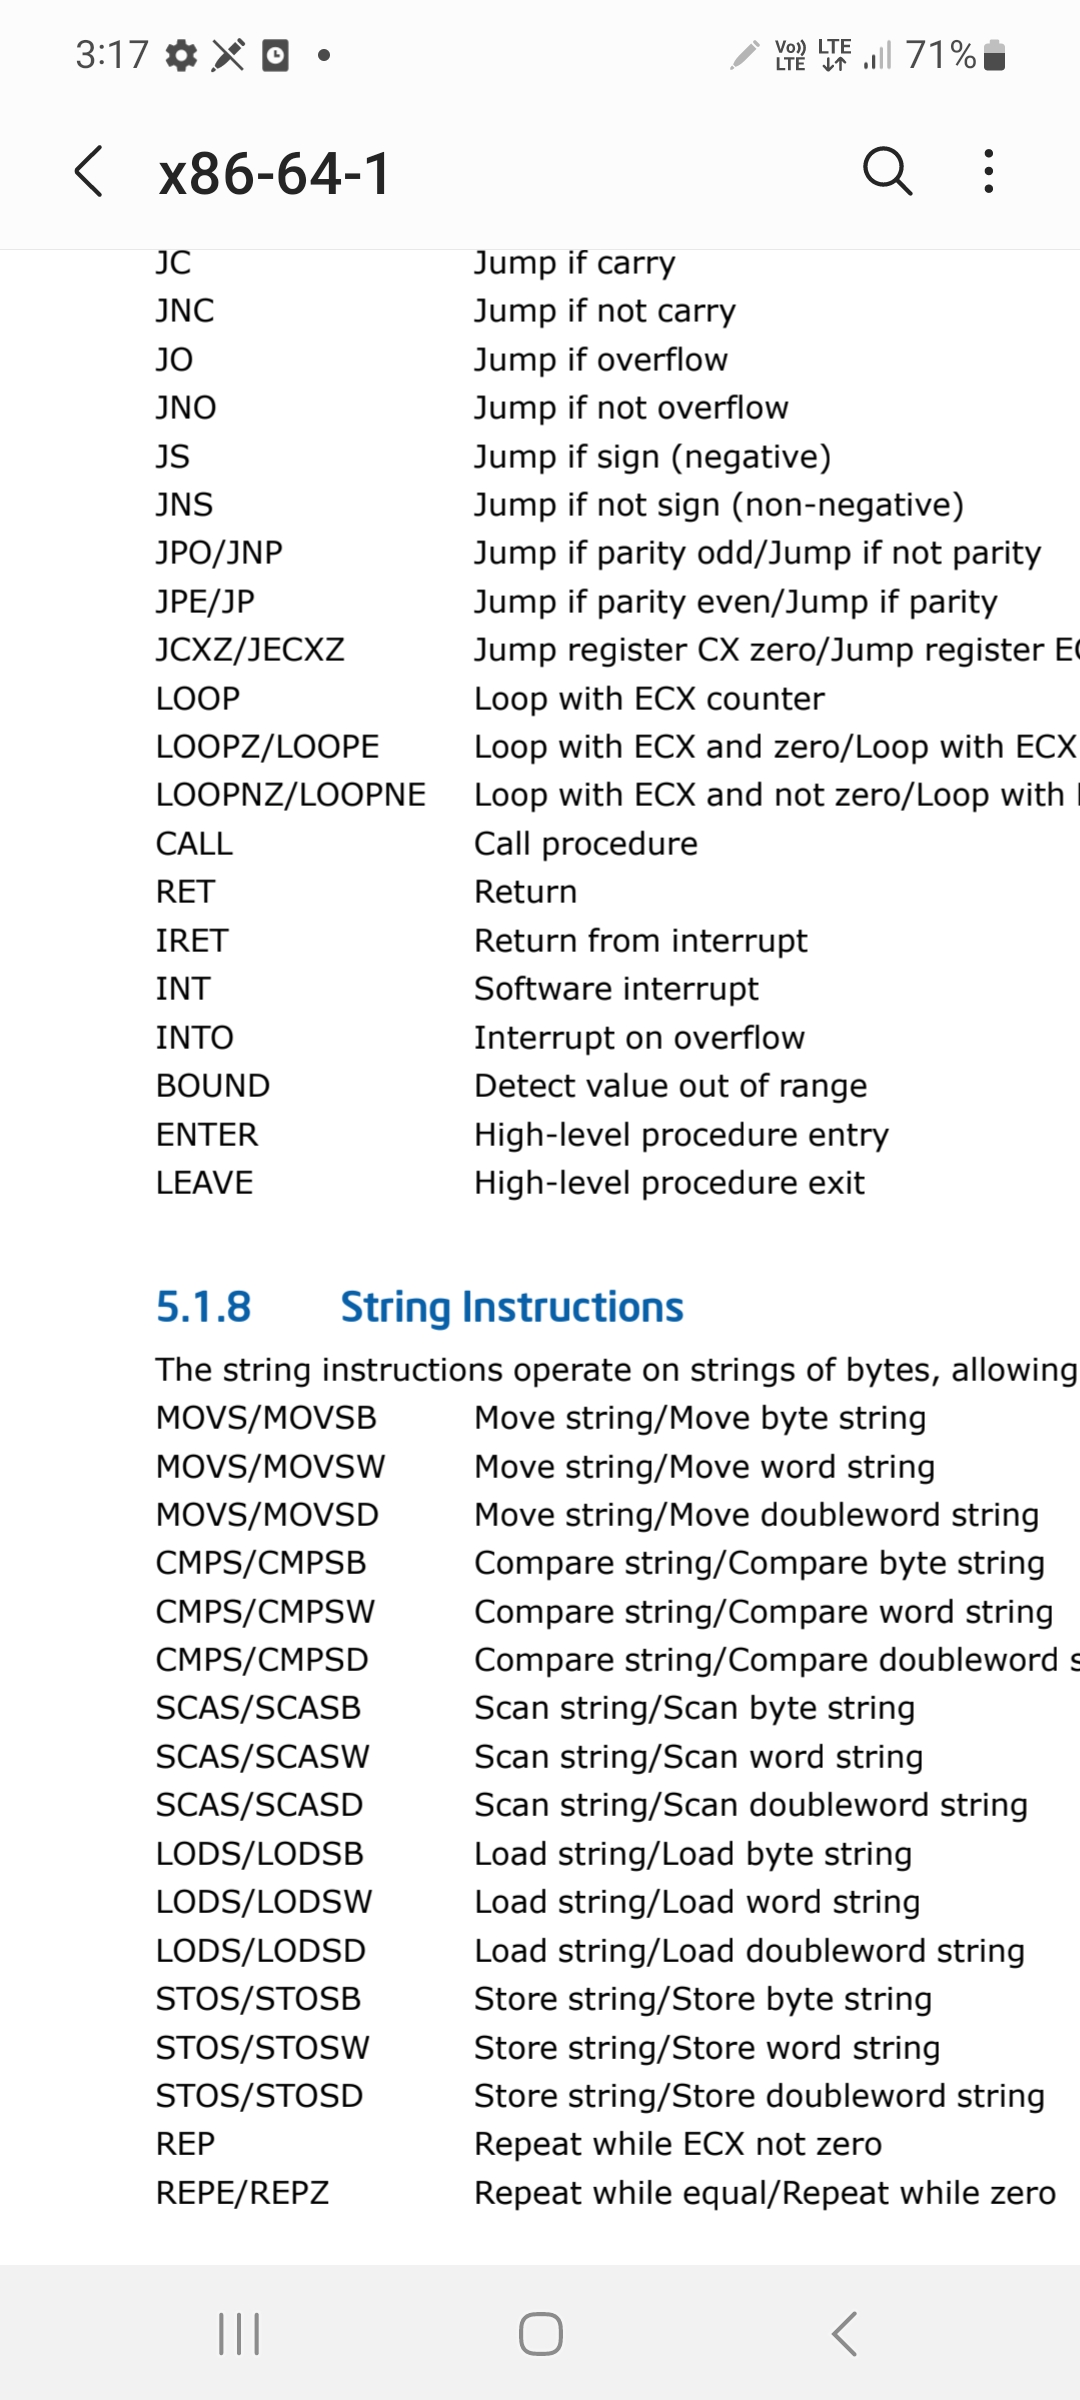 3:17 Vo)) LTE LTE 71%
x86-64-1
JC Jump if carry
JNC Jump if not carry
JO Jump if overflow
JNO Jump if not overflow
JS Jump if sign (negative)
JNS Jump if not sign (non-negative)
JPO/JNP Jump if parity odd/Jump if not parity
JPE/JP Jump if parity even/Jump if parity
JCXZ/JECXZ Jump register CX zero/Jump register
LOOP Loop with ECX counter
LOOPZ/LOOPE Loop with ECX and zero/Loop with ECX
LOOPNZ/LOOPNE Loop with ECX and not zero/Loop with
CALL Call procedure
RET Return
IRET Return from interrupt
INT Software interrupt
INTO Interrupt on overflow
BOUND Detect value out of range
ENTER High-level procedure entry
LEAVE High-level procedure exit
5.1.8 String Instructions
The string instructions operate on strings of bytes, allowing
MOVS/MOVSB Move string/Move byte string
MOVS/MOVSW Move string/Move word string
MOVS/MOVSD Move string/Move doubleword string
CMPS/CMPSB Compare string/Compare byte string
CMPS/CMPSW Compare string/Compare word string
CMPS/CMPSD Compare string/Compare doubleword
SCAS/SCASB Scan string/Scan byte string
SCAS/SCASW Scan string/Scan word string
SCAS/SCASD Scan string/Scan doubleword string
LODS/LODSB Load string/Load byte string
LODS/LODSW Load string/Load word string
LODS/LODSD Load string/Load doubleword string
STOS/STOSB Store string/Store byte string
STOS/STOSW Store string/Store word string
STOS/STOSD Store string/Store doubleword string
REP Repeat while ECX not zero
REPE/REPZ Repeat while equal/Repeat while zero